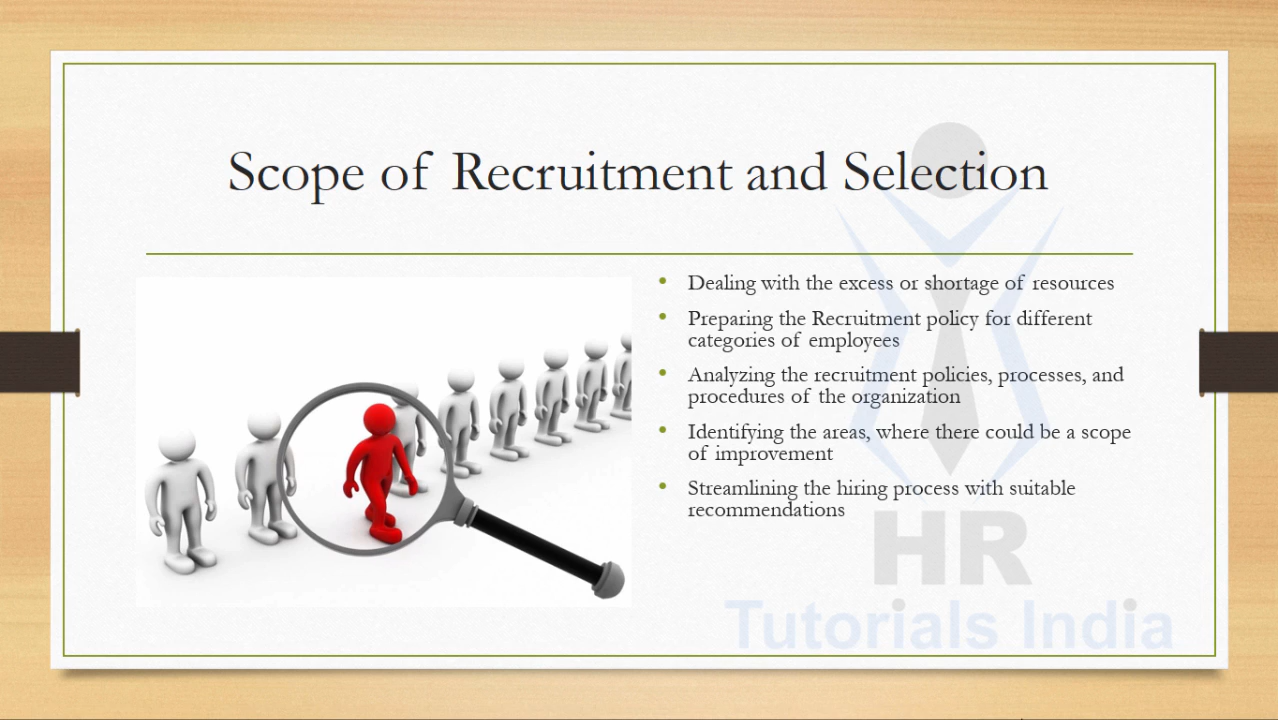 Scope of Recruitment and Selection
• Dealing with the excess or shortage of resources
• Preparing the Recruitment policy for different
categories of employees
• Analyzing the recruitment policies, processes, and
procedures of the organization
• Identifying the areas, where there could be a scope
of improvement
• Streamlining the hiring process with suitable
recommendations
HR
Tutorials India